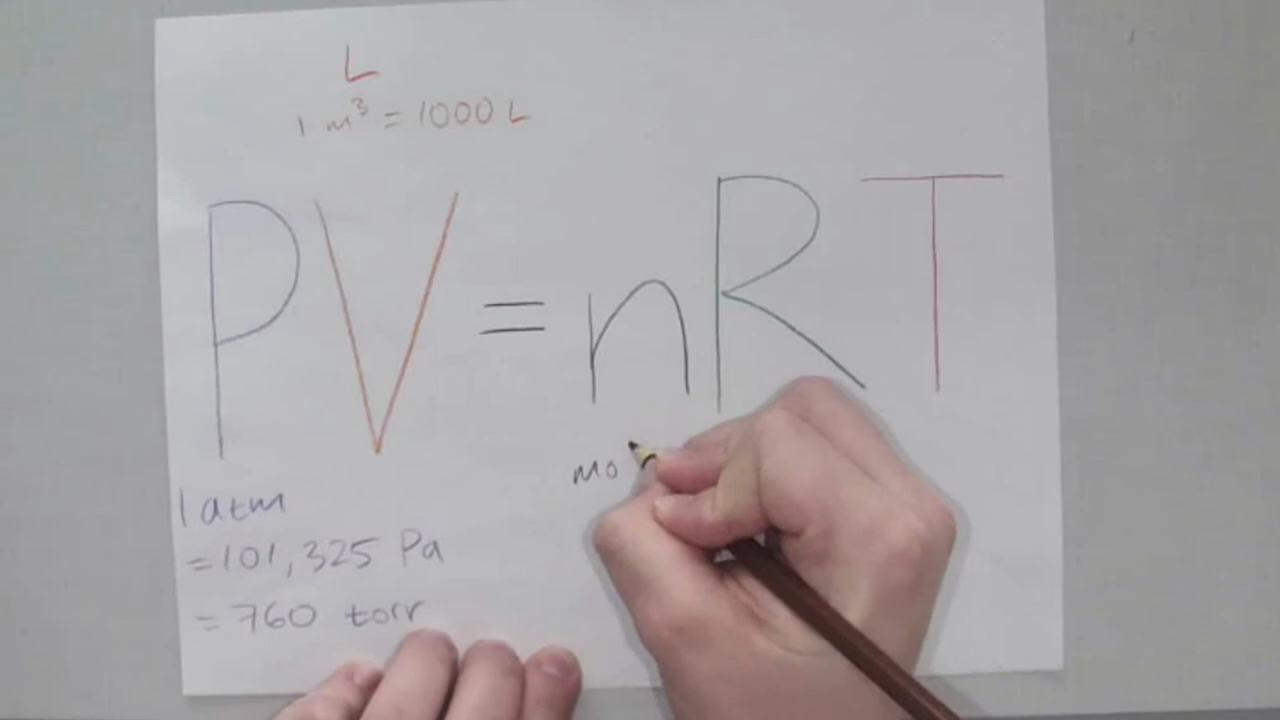 L
1 m³ = 1000 L
PV = nRT
mo
1 atm
= 101,325 Pa
= 760 torr